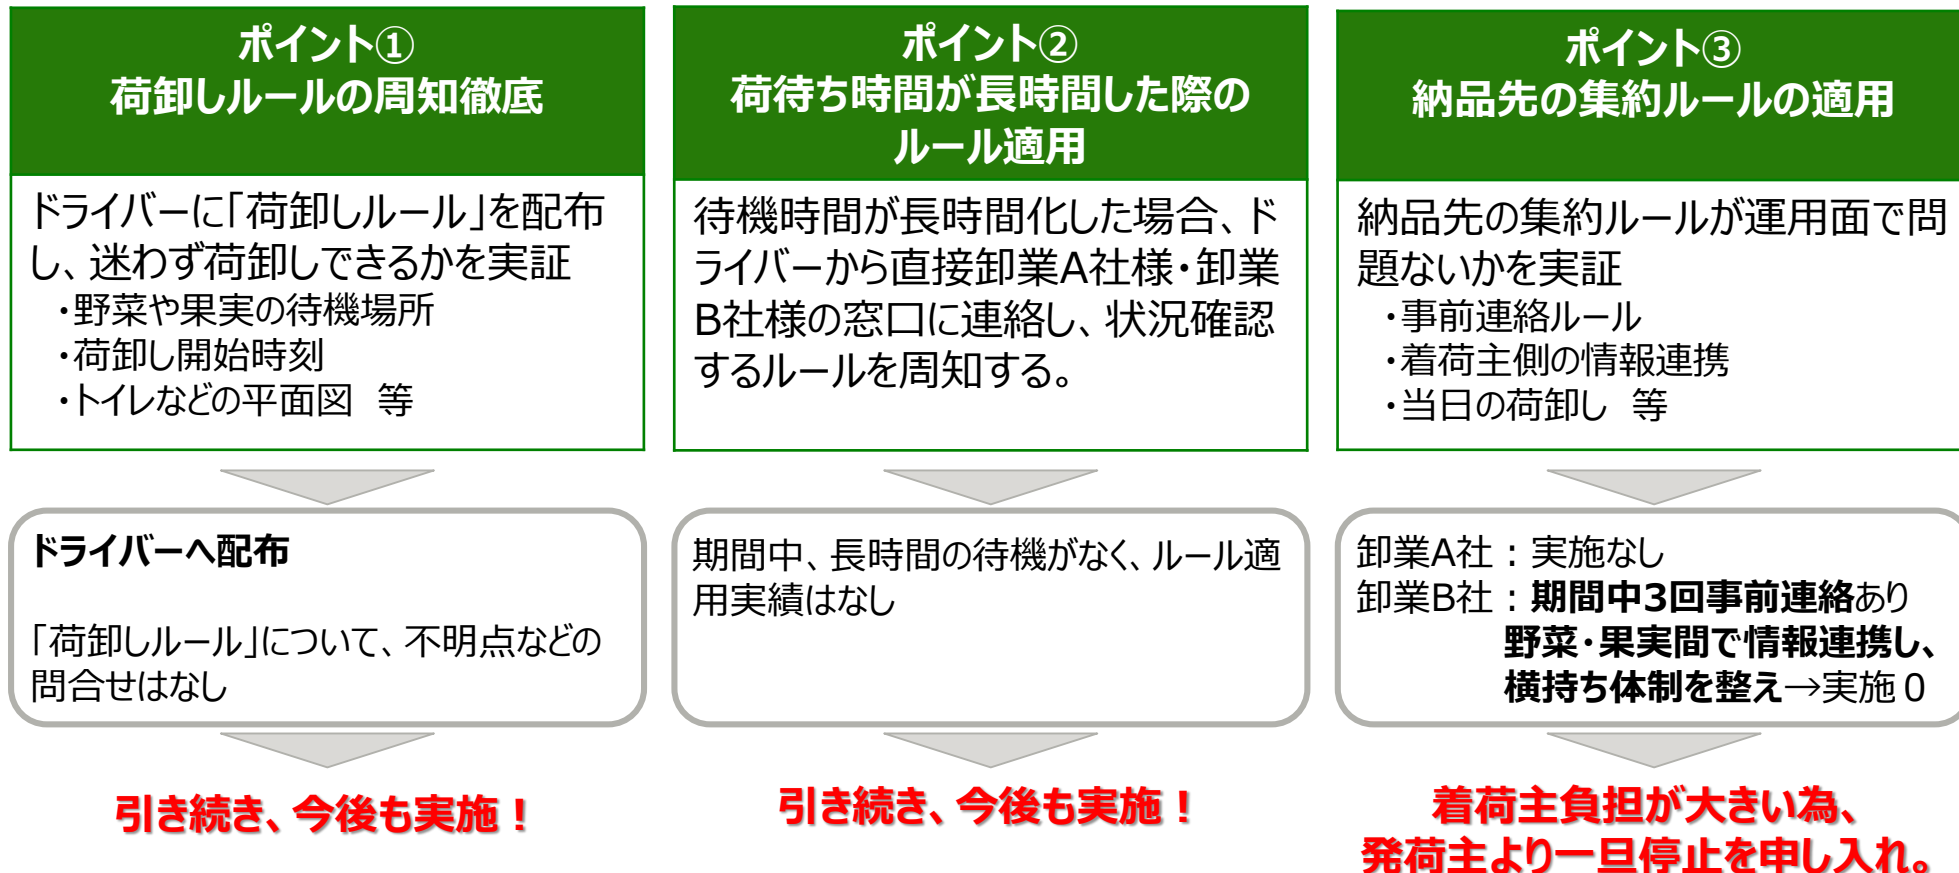 ポイント①
荷卸しルールの周知徹底
ドライバーに「荷卸しルール」を配布
し、迷わず荷卸しできるかを実証
・野菜や果実の待機場所
・荷卸し開始時刻
・トイレなどの平面図　等
ドライバーへ配布
「荷卸しルール」について、不明点などの
問合せはなし
引き続き、今後も実施！
ポイント②
荷待ち時間が長時間した際の
ルール適用
待機時間が長時間化した場合、ド
ライバーから直接卸業A社様・卸業
B社様の窓口に連絡し、状況確認
するルールを周知する。
期間中、長時間の待機がなく、ルール適
用実績はなし
引き続き、今後も実施！
ポイント③
納品先の集約ルールの適用
納品先の集約ルールが運用面で問
題ないかを実証
・事前連絡ルール
・着荷主側の情報連携
・当日の荷卸し　等
卸業A社：実施なし
卸業B社：期間中3回事前連絡あり
野菜・果実間で情報連携し、
横持ち体制を整え→実施０
着荷主負担が大きい為、
発荷主より一旦停止を申し入れ。